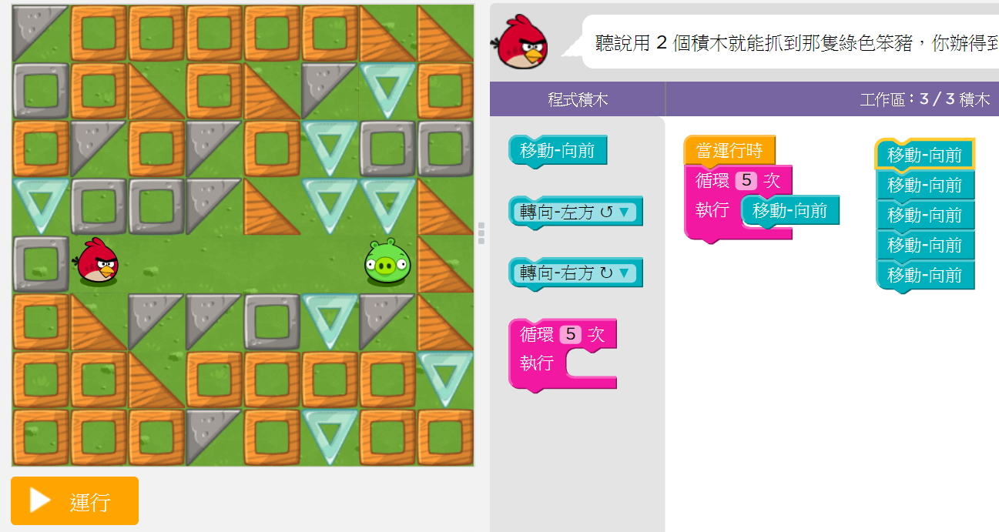 聽說用 2 個積木就能抓到那隻綠色笨豬，你辦得到
程式積木
工作區：3 / 3 積木
移動-向前
轉向-左方 ↺ ▼
轉向-右方 ↻ ▼
循環 5 次
執行
當運行時
循環 5 次
執行 移動-向前
移動-向前
移動-向前
移動-向前
移動-向前
移動-向前
運行